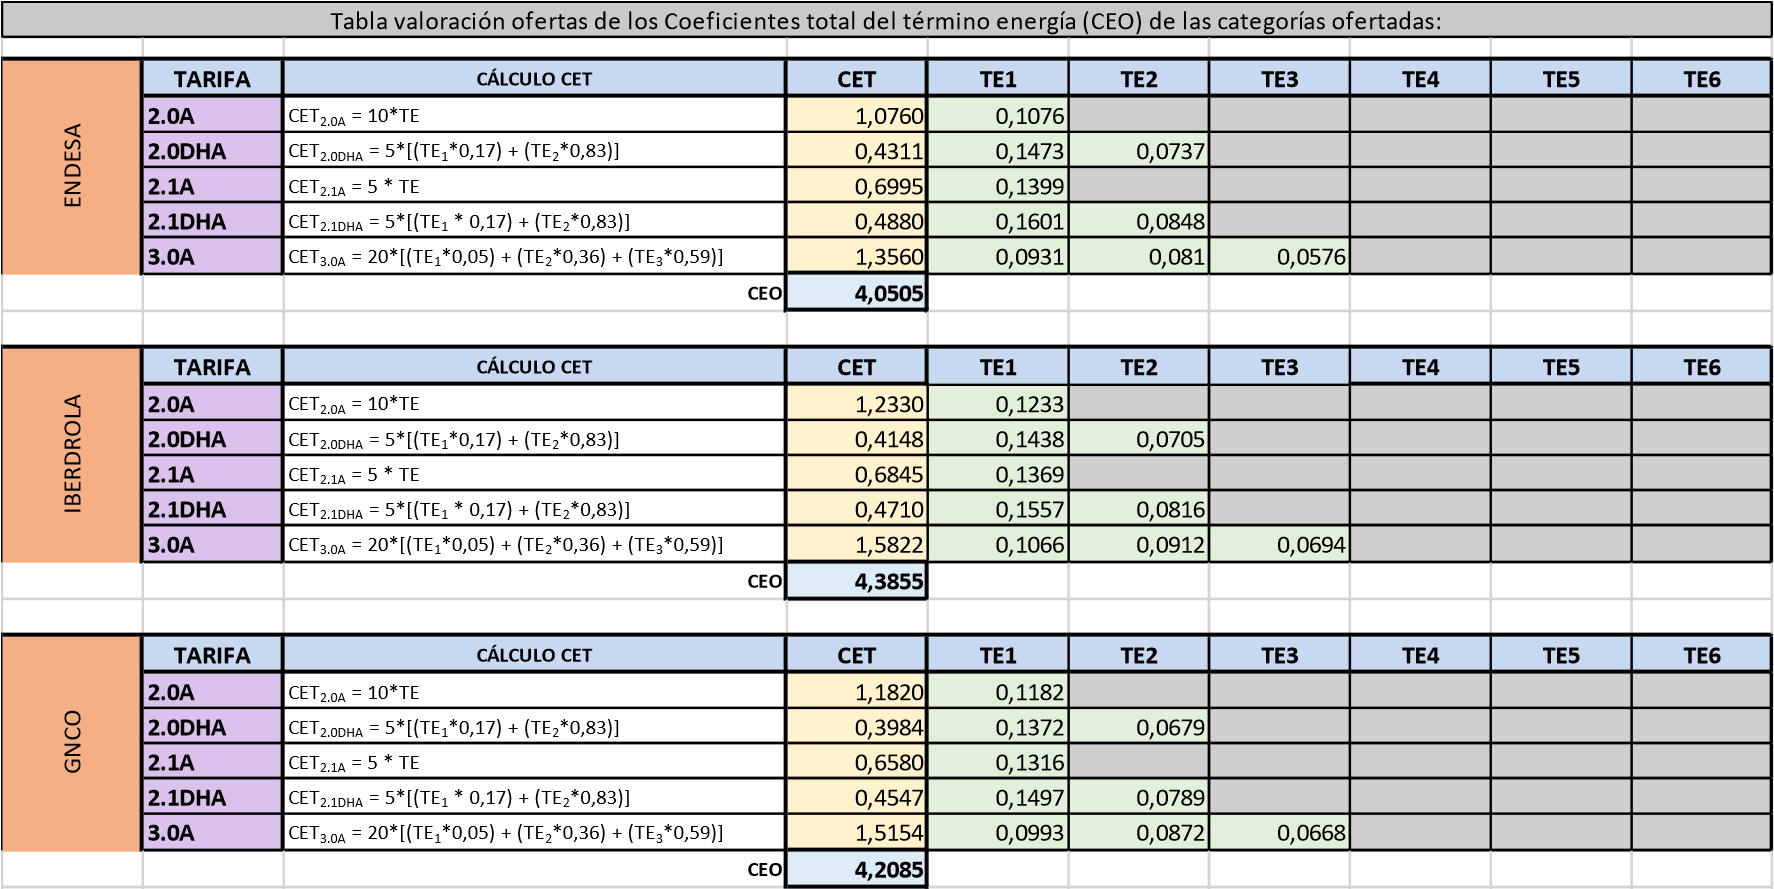 Tabla valoración ofertas de los Coeficientes total del término energía (CEO) de las categorías ofertadas:
ENDESA
TARIFA CÁLCULO CET CET TE1 TE2 TE3 TE4 TE5 TE6
2.0A CET2.0A = 10*TE 1,0760 0,1076
2.0DHA CET2.0DHA = 5*[(TE1*0,17) + (TE2*0,83)] 0,4311 0,1473 0,0737
2.1A CET2.1A = 5 * TE 0,6995 0,1399
2.1DHA CET2.1DHA = 5*[(TE1 * 0,17) + (TE2*0,83)] 0,4880 0,1601 0,0848
3.0A CET3.0A = 20*[(TE1*0,05) + (TE2*0,36) + (TE3*0,59)] 1,3560 0,0931 0,081 0,0576
CEO 4,0505
IBERDROLA
TARIFA CÁLCULO CET CET TE1 TE2 TE3 TE4 TE5 TE6
2.0A CET2.0A = 10*TE 1,2330 0,1233
2.0DHA CET2.0DHA = 5*[(TE1*0,17) + (TE2*0,83)] 0,4148 0,1438 0,0705
2.1A CET2.1A = 5 * TE 0,6845 0,1369
2.1DHA CET2.1DHA = 5*[(TE1 * 0,17) + (TE2*0,83)] 0,4710 0,1557 0,0816
3.0A CET3.0A = 20*[(TE1*0,05) + (TE2*0,36) + (TE3*0,59)] 1,5822 0,1066 0,0912 0,0694
CEO 4,3855
GNCO
TARIFA CÁLCULO CET CET TE1 TE2 TE3 TE4 TE5 TE6
2.0A CET2.0A = 10*TE 1,1820 0,1182
2.0DHA CET2.0DHA = 5*[(TE1*0,17) + (TE2*0,83)] 0,3984 0,1372 0,0679
2.1A CET2.1A = 5 * TE 0,6580 0,1316
2.1DHA CET2.1DHA = 5*[(TE1 * 0,17) + (TE2*0,83)] 0,4547 0,1497 0,0789
3.0A CET3.0A = 20*[(TE1*0,05) + (TE2*0,36) + (TE3*0,59)] 1,5154 0,0993 0,0872 0,0668
CEO 4,2085